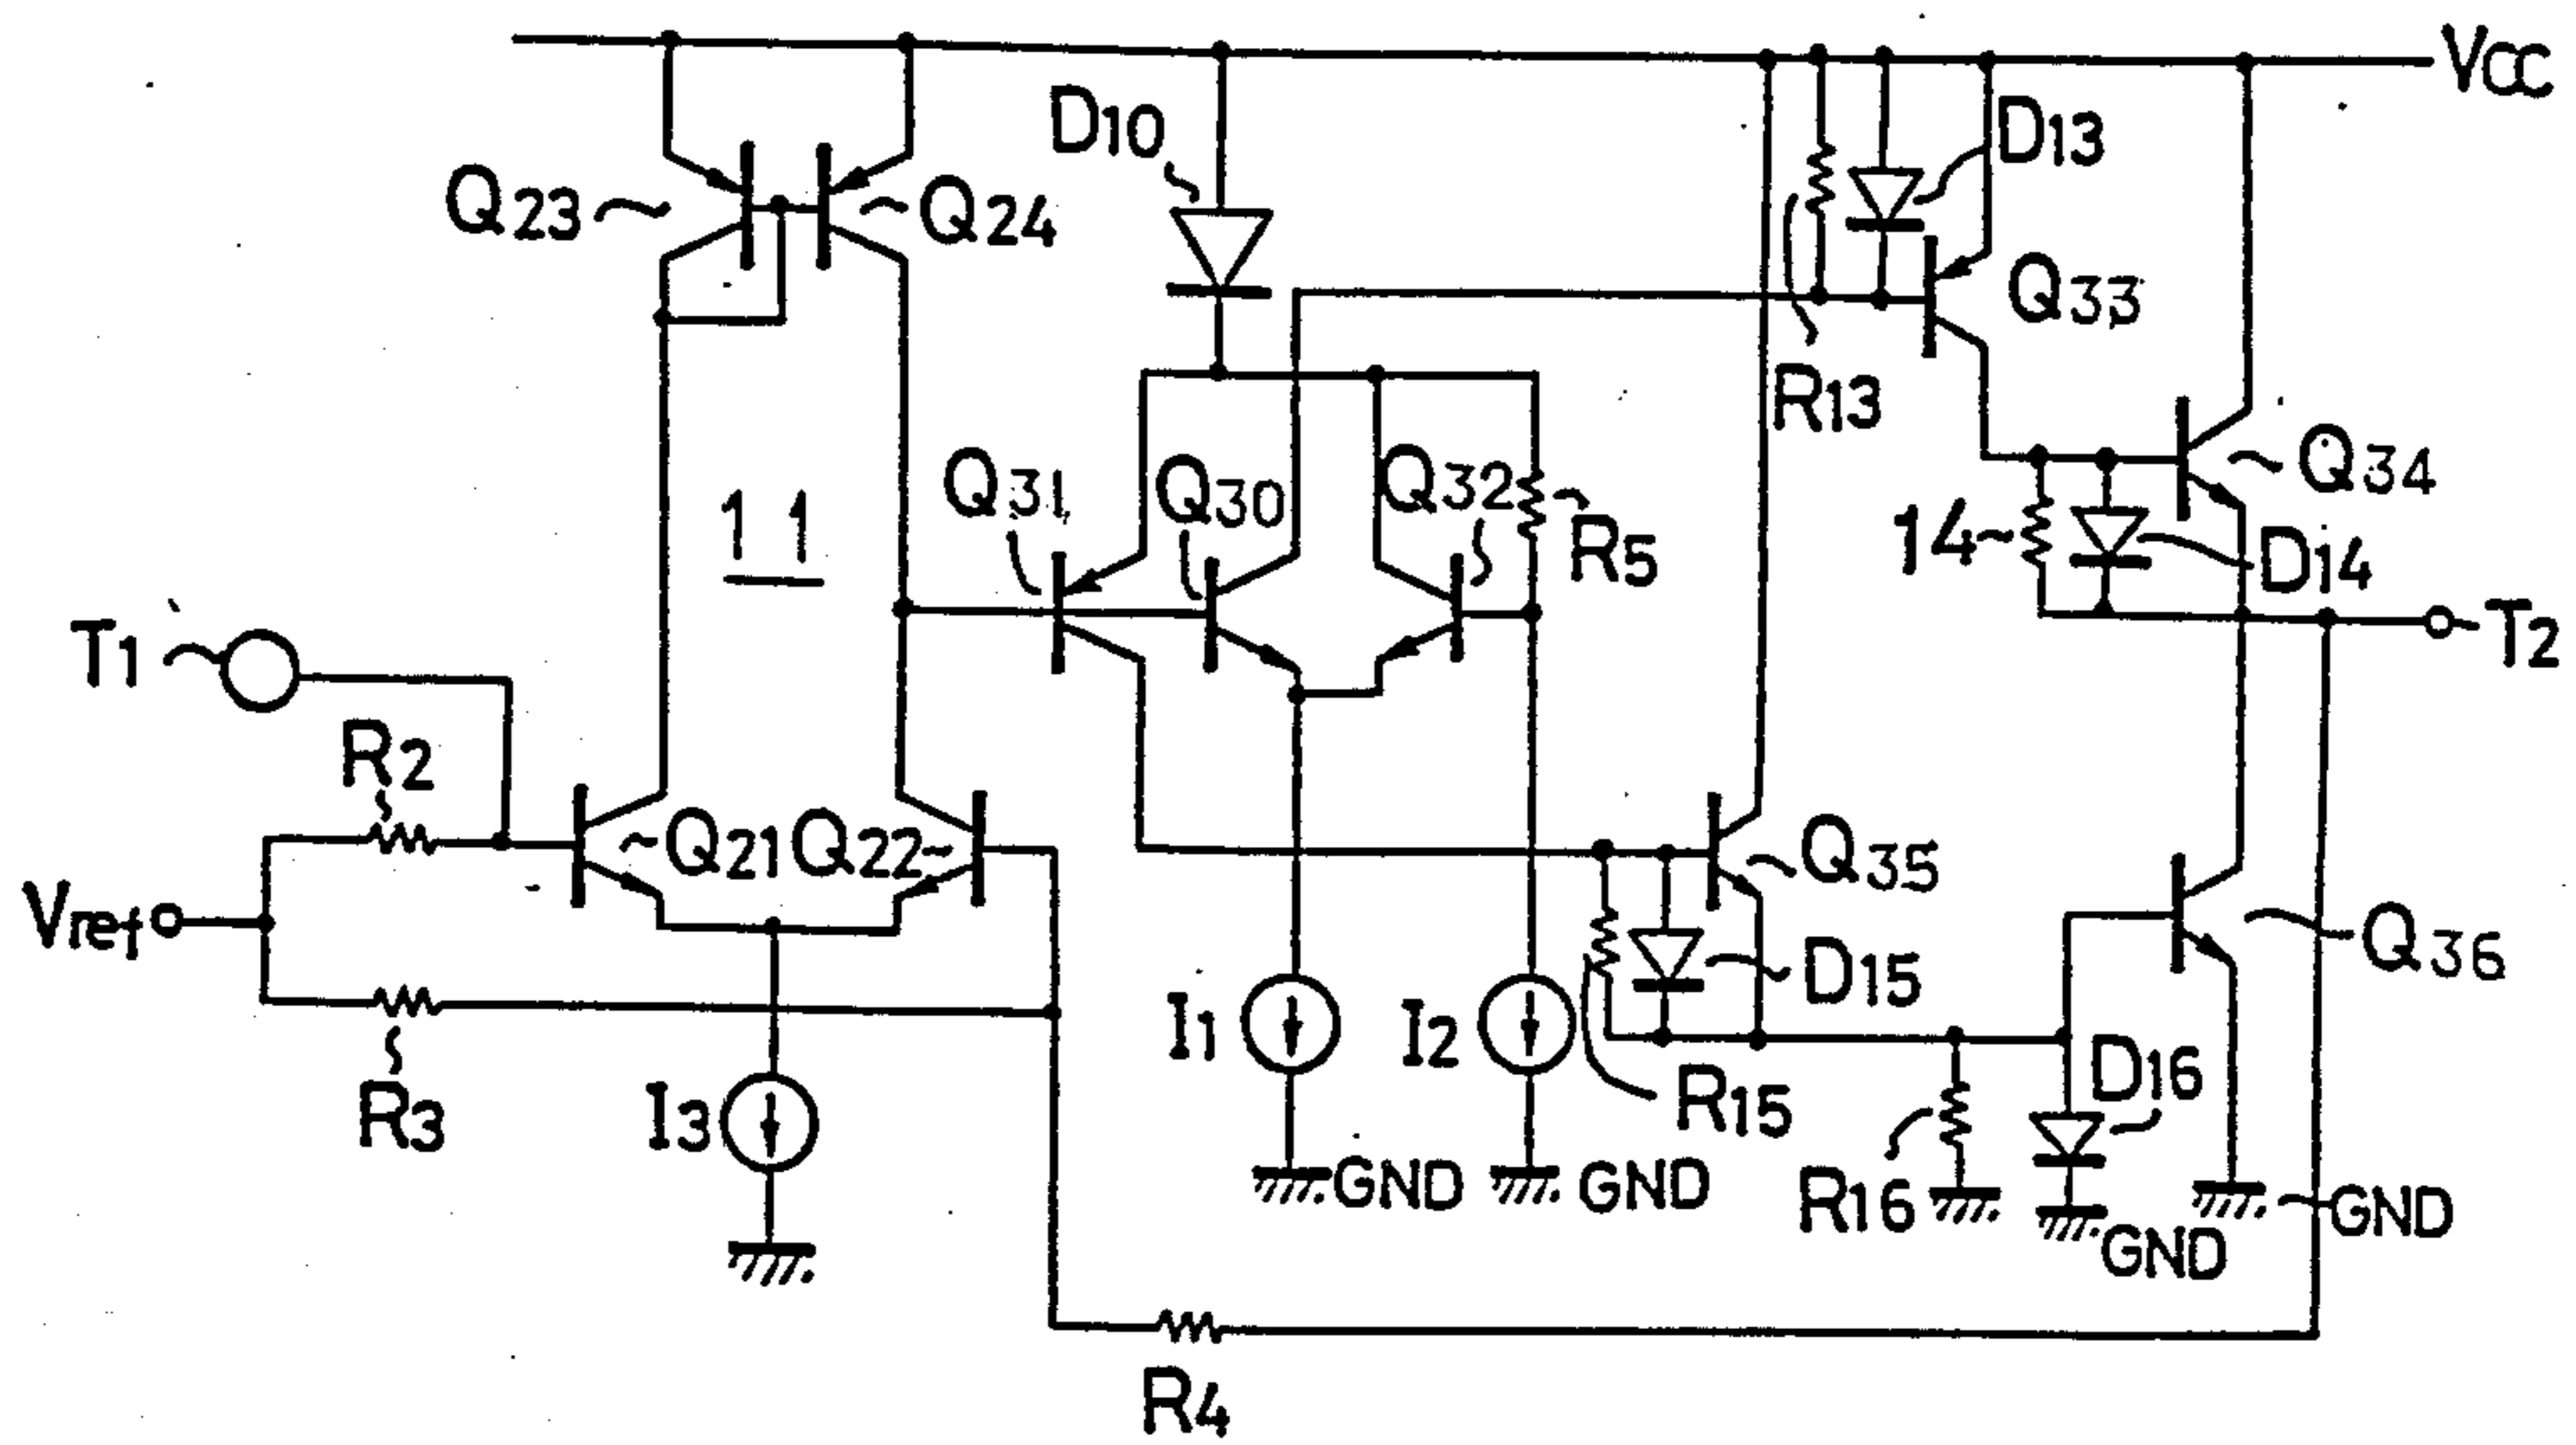 VCC
D10
D13
Q23
Q24
Q33
R13
Q31
Q30
Q32
Q34
11
R5
14
D14
T1
T2
R2
Q21
Q22
Q35
Vref
Q36
D15
I1
I2
D16
R3
I3
R15
GND
GND
R16
GND
GND
R4